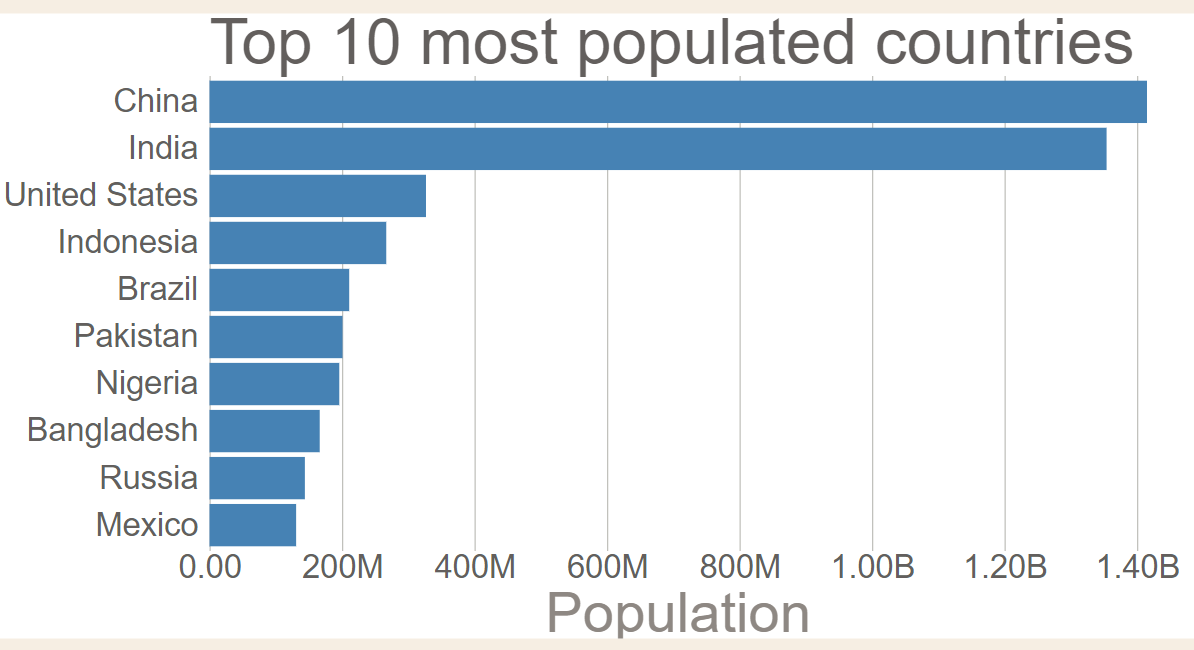 Top 10 most populated countries
China
India
United States
Indonesia
Brazil
Pakistan
Nigeria
Bangladesh
Russia
Mexico
0.00 200M 400M 600M 800M 1.00B 1.20B 1.40B
Population